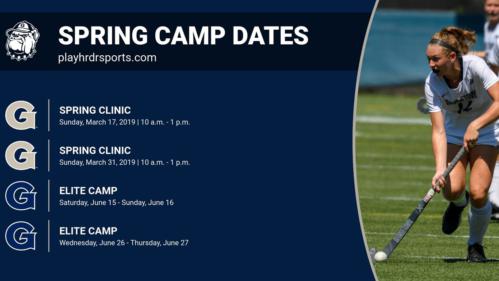 SPRING CAMP DATES
playhrdrsports.com
G
SPRING CLINIC
Sunday, March 17, 2019 | 10 a.m. - 1 p.m.
G
SPRING CLINIC
Sunday, March 31, 2019 | 10 a.m. - 1 p.m.
G
ELITE CAMP
Saturday, June 15 - Sunday, June 16
G
ELITE CAMP
Wednesday, June 26 - Thursday, June 27